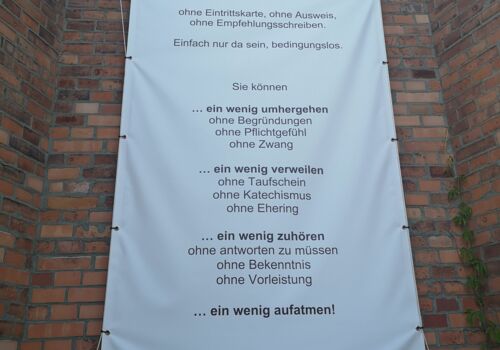 ohne Eintrittskarte, ohne Ausweis,
ohne Empfehlungsschreiben.
Einfach nur da sein, bedingungslos.
Sie können
… ein wenig umhergehen
ohne Begründungen
ohne Pflichtgefühl
ohne Zwang
… ein wenig verweilen
ohne Taufschein
ohne Katechismus
ohne Ehering
… ein wenig zuhören
ohne antworten zu müssen
ohne Bekenntnis
ohne Vorleistung
… ein wenig aufatmen!